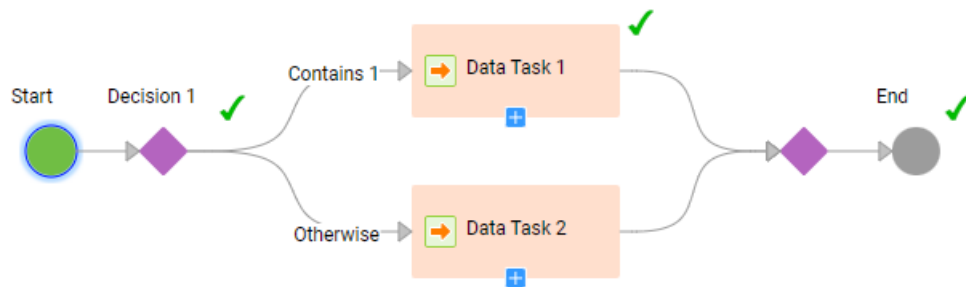 Start
Decision 1
Contains 1
Otherwise
Data Task 1
Data Task 2
End